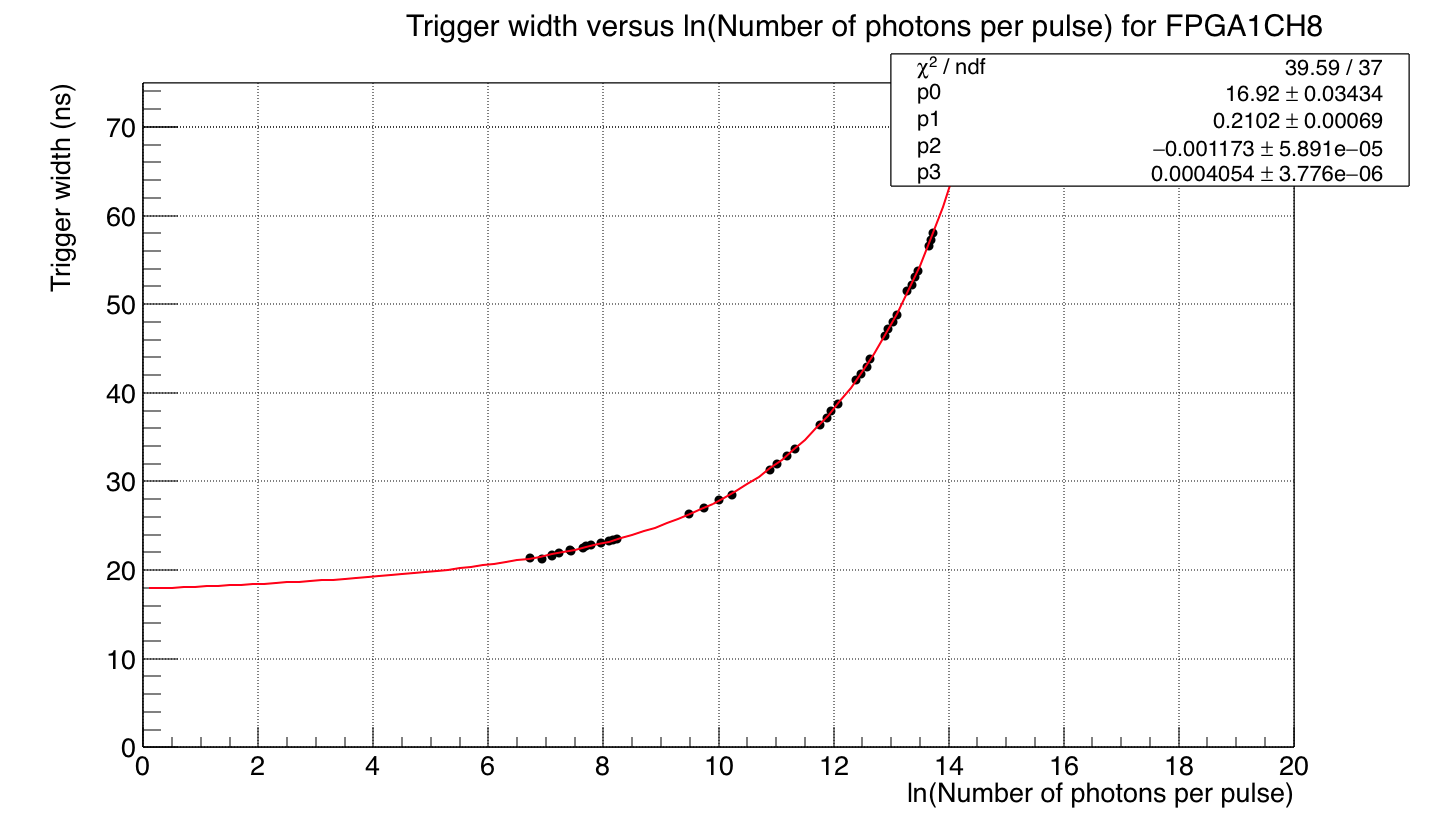 Trigger width versus ln(Number of photons per pulse) for FPGA1CH8
χ² / ndf 39.59 / 37
p0 16.92 ± 0.03434
p1 0.2102 ± 0.00069
p2 −0.001173 ± 5.891e−05
p3 0.0004054 ± 3.776e−06
Trigger width (ns)
70
60
50
40
30
20
10
0
0 2 4 6 8 10 12 14 16 18 20
ln(Number of photons per pulse)